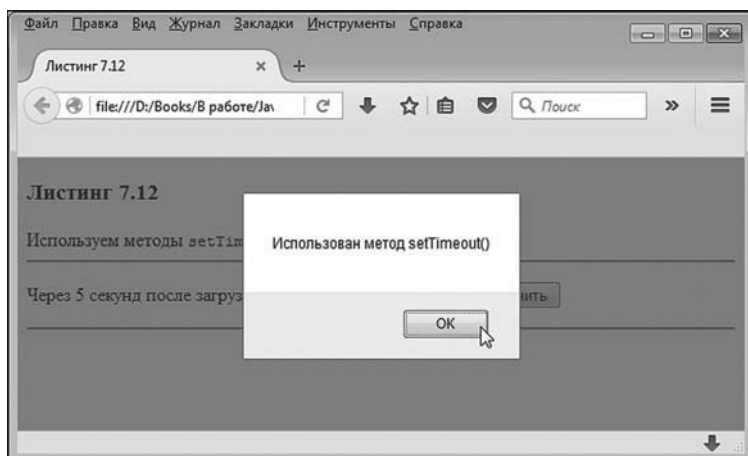 Файл Правка Вид Журнал Закладки Инструменты Справка
Листинг 7.12
file:///D:/Books/В работе/Jav
Поиск
Листинг 7.12
Используем методы setTim
Использован метод setTimeout()
Через 5 секунд после загруз
нить
OK